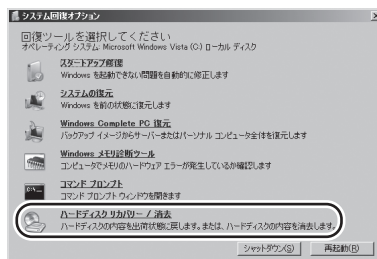 システム回復オプション
回復ツールを選択してください
オペレーティング システム: Microsoft Windows Vista (C:) ローカル ディスク
スタートアップ修復
Windows を起動できない問題を自動的に修正します
システムの復元
Windows を前の状態に復元します
Windows Complete PC 復元
バックアップ イメージからサーバーまたはパーソナル コンピュータ全体を復元します
Windows メモリ診断ツール
コンピュータでメモリのハードウェア エラーが発生しているか確認します
コマンド プロンプト
コマンド プロンプト ウィンドウを開きます
ハードディスク リカバリー / 消去
ハードディスクの内容を出荷状態に戻します。または、ハードディスクの内容を消去します。
シャットダウン(S) 再起動(R)